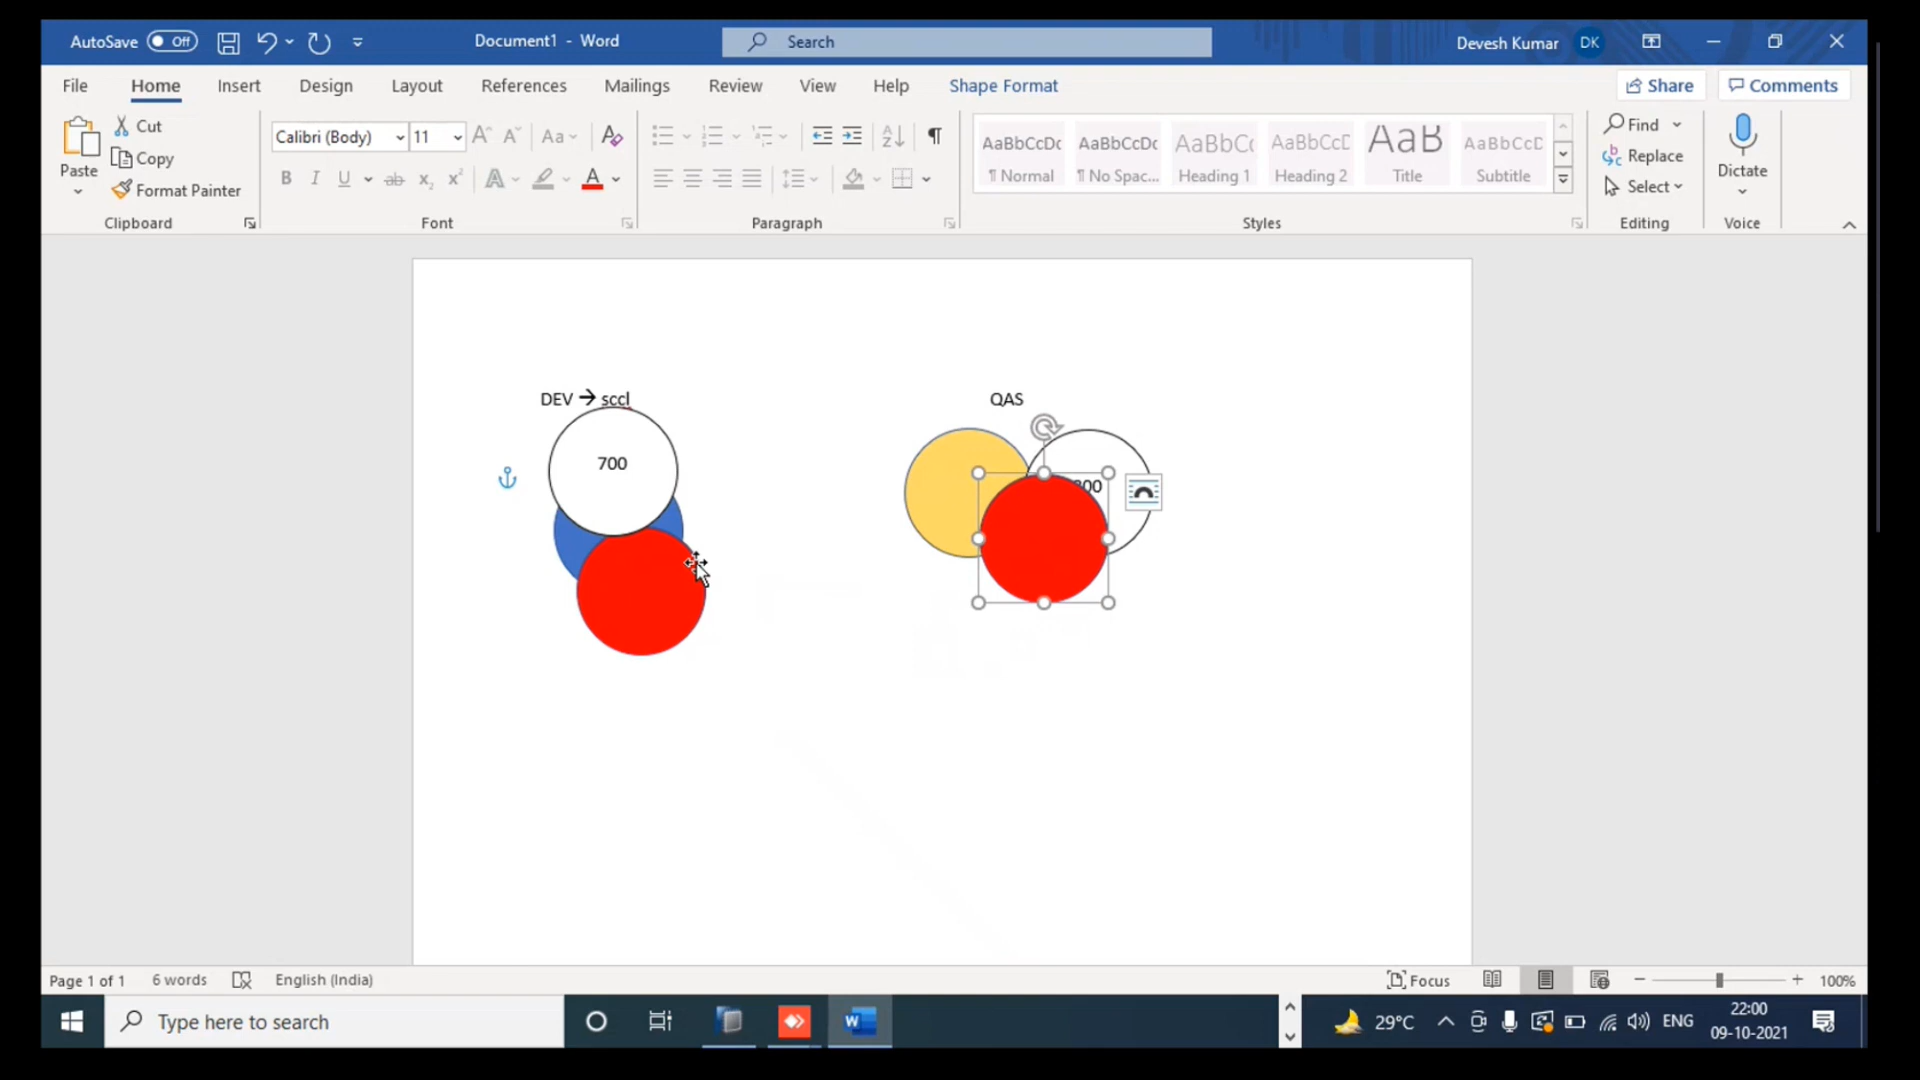 AutoSave Off Document1 - Word Search Devesh Kumar DK
File Home Insert Design Layout References Mailings Review View Help Shape Format Share Comments
Paste Cut Copy Format Painter
Clipboard
Calibri (Body) 11
Font
Paragraph
AaBbCcDc AaBbCcDc AaBbC( AaBbCcD AaB AaBbCcD
¶ Normal ¶ No Spac... Heading 1 Heading 2 Title Subtitle
Styles
Find
Replace
Select
Editing
Dictate
Voice
DEV → sccl
700
QAS
Page 1 of 1 6 words English (India) Focus 100%
Type here to search 29°C ENG 22:00
09-10-2021